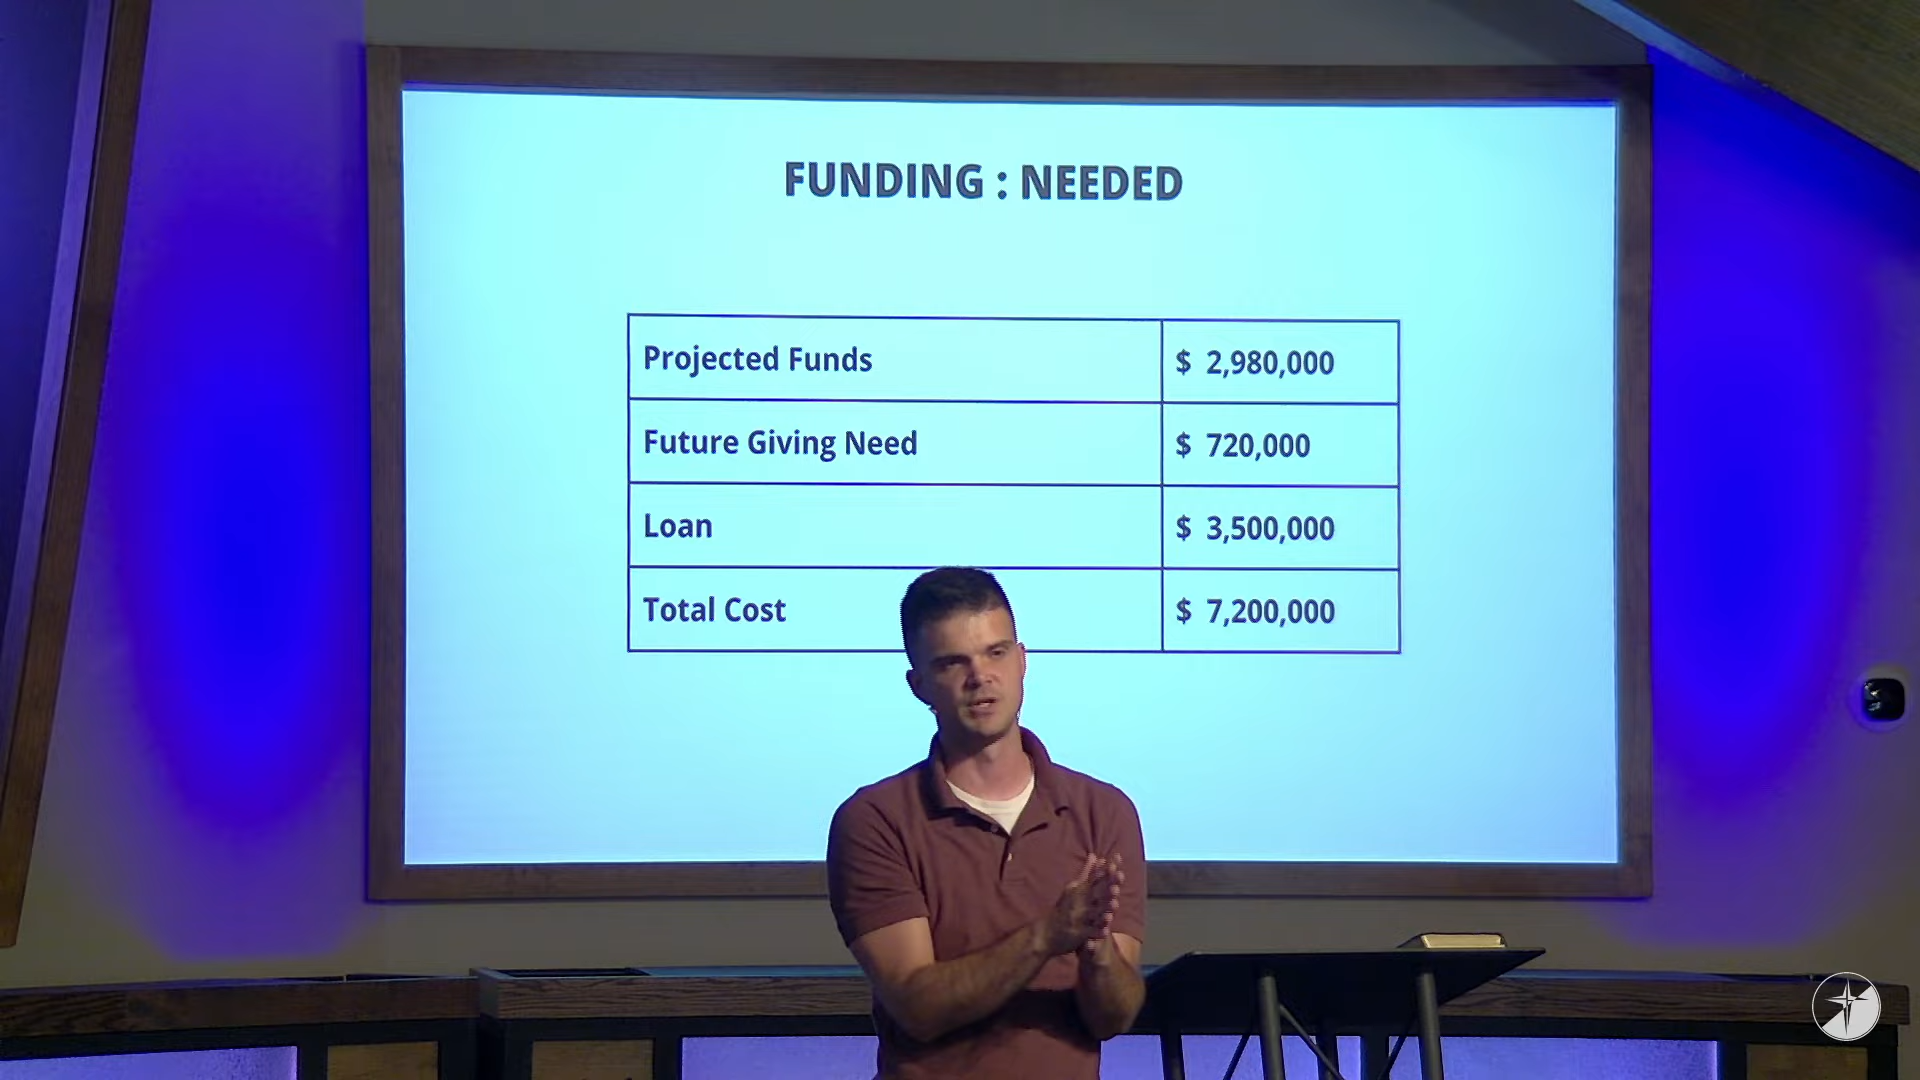 FUNDING : NEEDED
Projected Funds $ 2,980,000
Future Giving Need $ 720,000
Loan $ 3,500,000
Total Cost $ 7,200,000